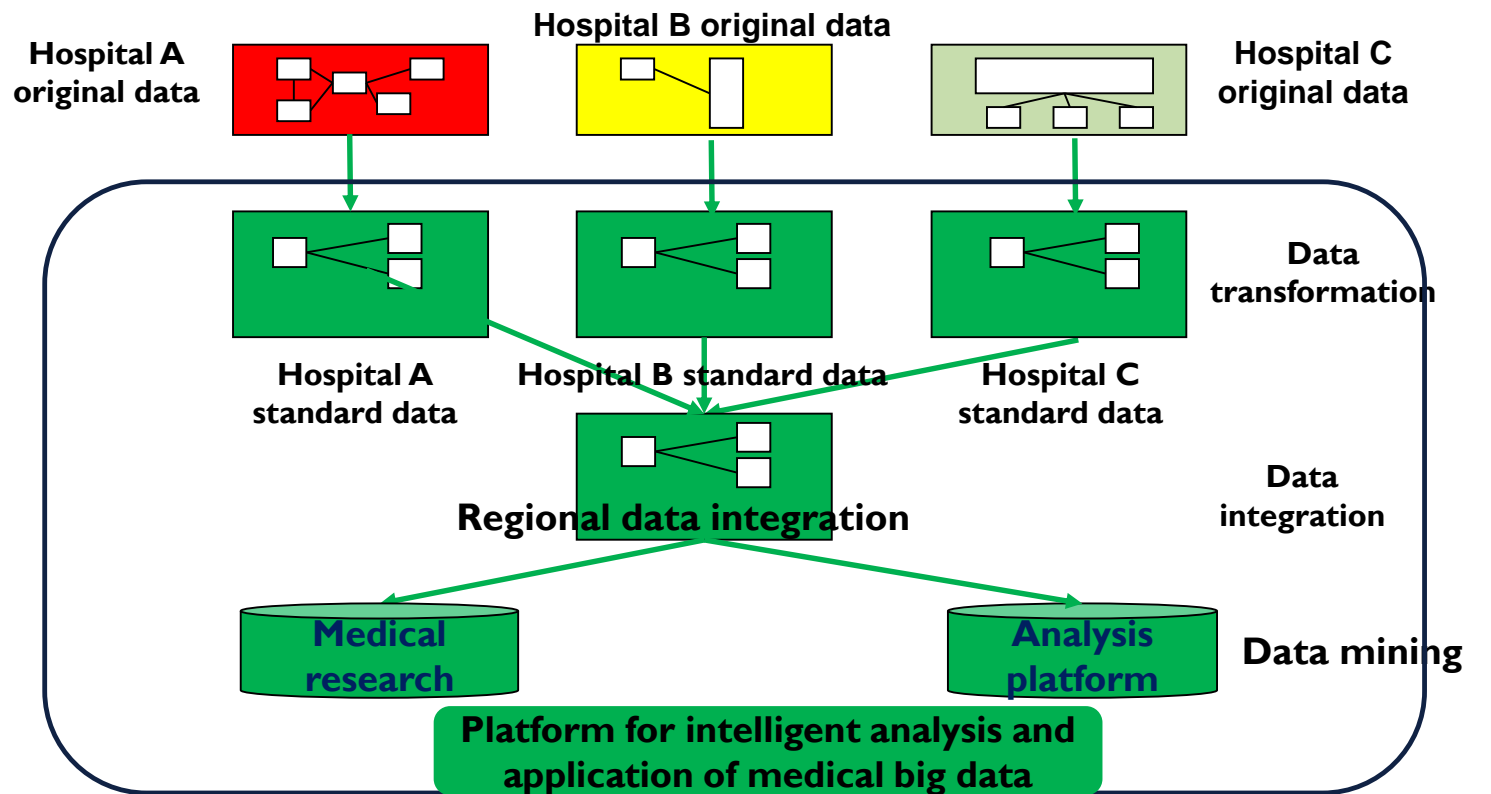 Hospital A
original data
Hospital B original data
Hospital C
original data
Data
transformation
Hospital A
standard data
Hospital B standard data
Hospital C
standard data
Regional data integration
Data
integration
Medical
research
Analysis
platform
Data mining
Platform for intelligent analysis and
application of medical big data